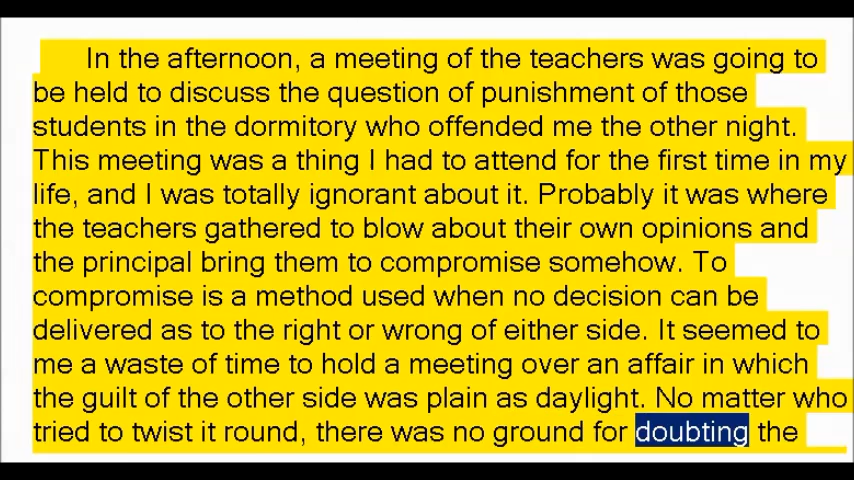 In the afternoon, a meeting of the teachers was going to
be held to discuss the question of punishment of those
students in the dormitory who offended me the other night.
This meeting was a thing I had to attend for the first time in my
life, and I was totally ignorant about it. Probably it was where
the teachers gathered to blow about their own opinions and
the principal bring them to compromise somehow. To
compromise is a method used when no decision can be
delivered as to the right or wrong of either side. It seemed to
me a waste of time to hold a meeting over an affair in which
the guilt of the other side was plain as daylight. No matter who
tried to twist it round, there was no ground for doubting the